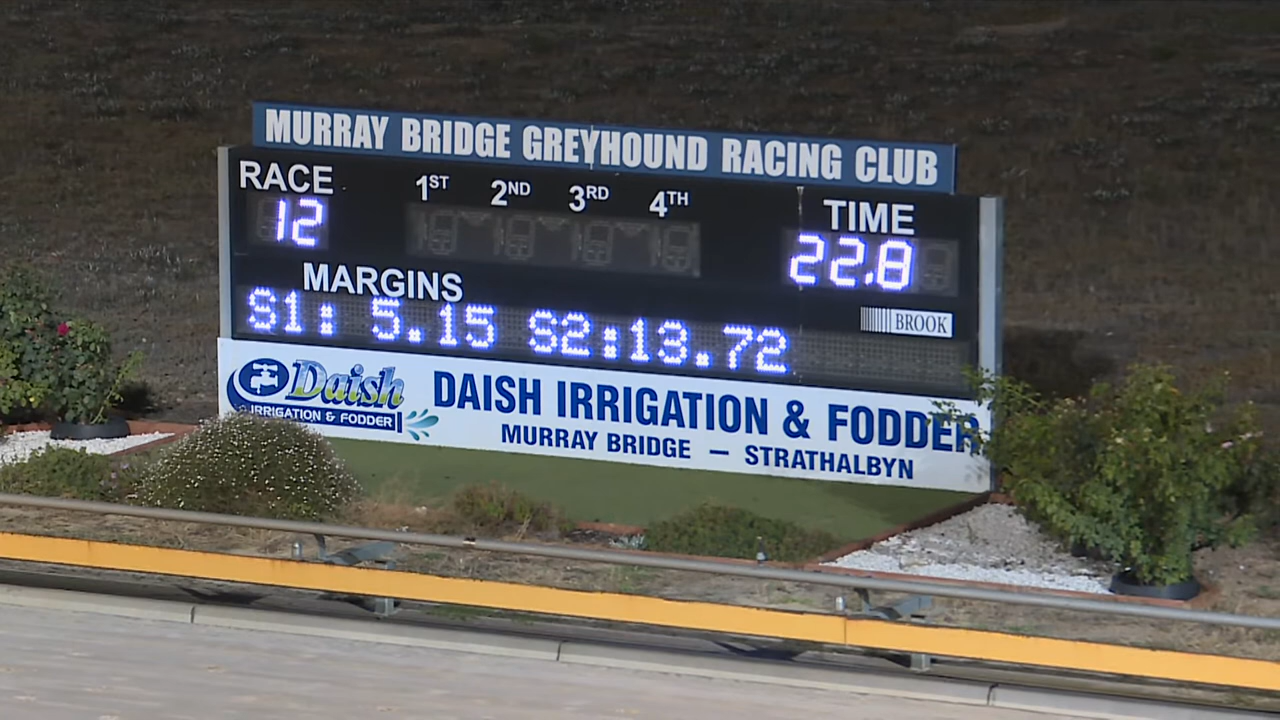 MURRAY BRIDGE GREYHOUND RACING CLUB
RACE 1ST 2ND 3RD 4TH TIME
12 22.8
MARGINS
S1: 5.15 S2:13.72
BROOK
Daish
IRRIGATION & FODDER
DAISH IRRIGATION & FODDER
MURRAY BRIDGE — STRATHALBYN